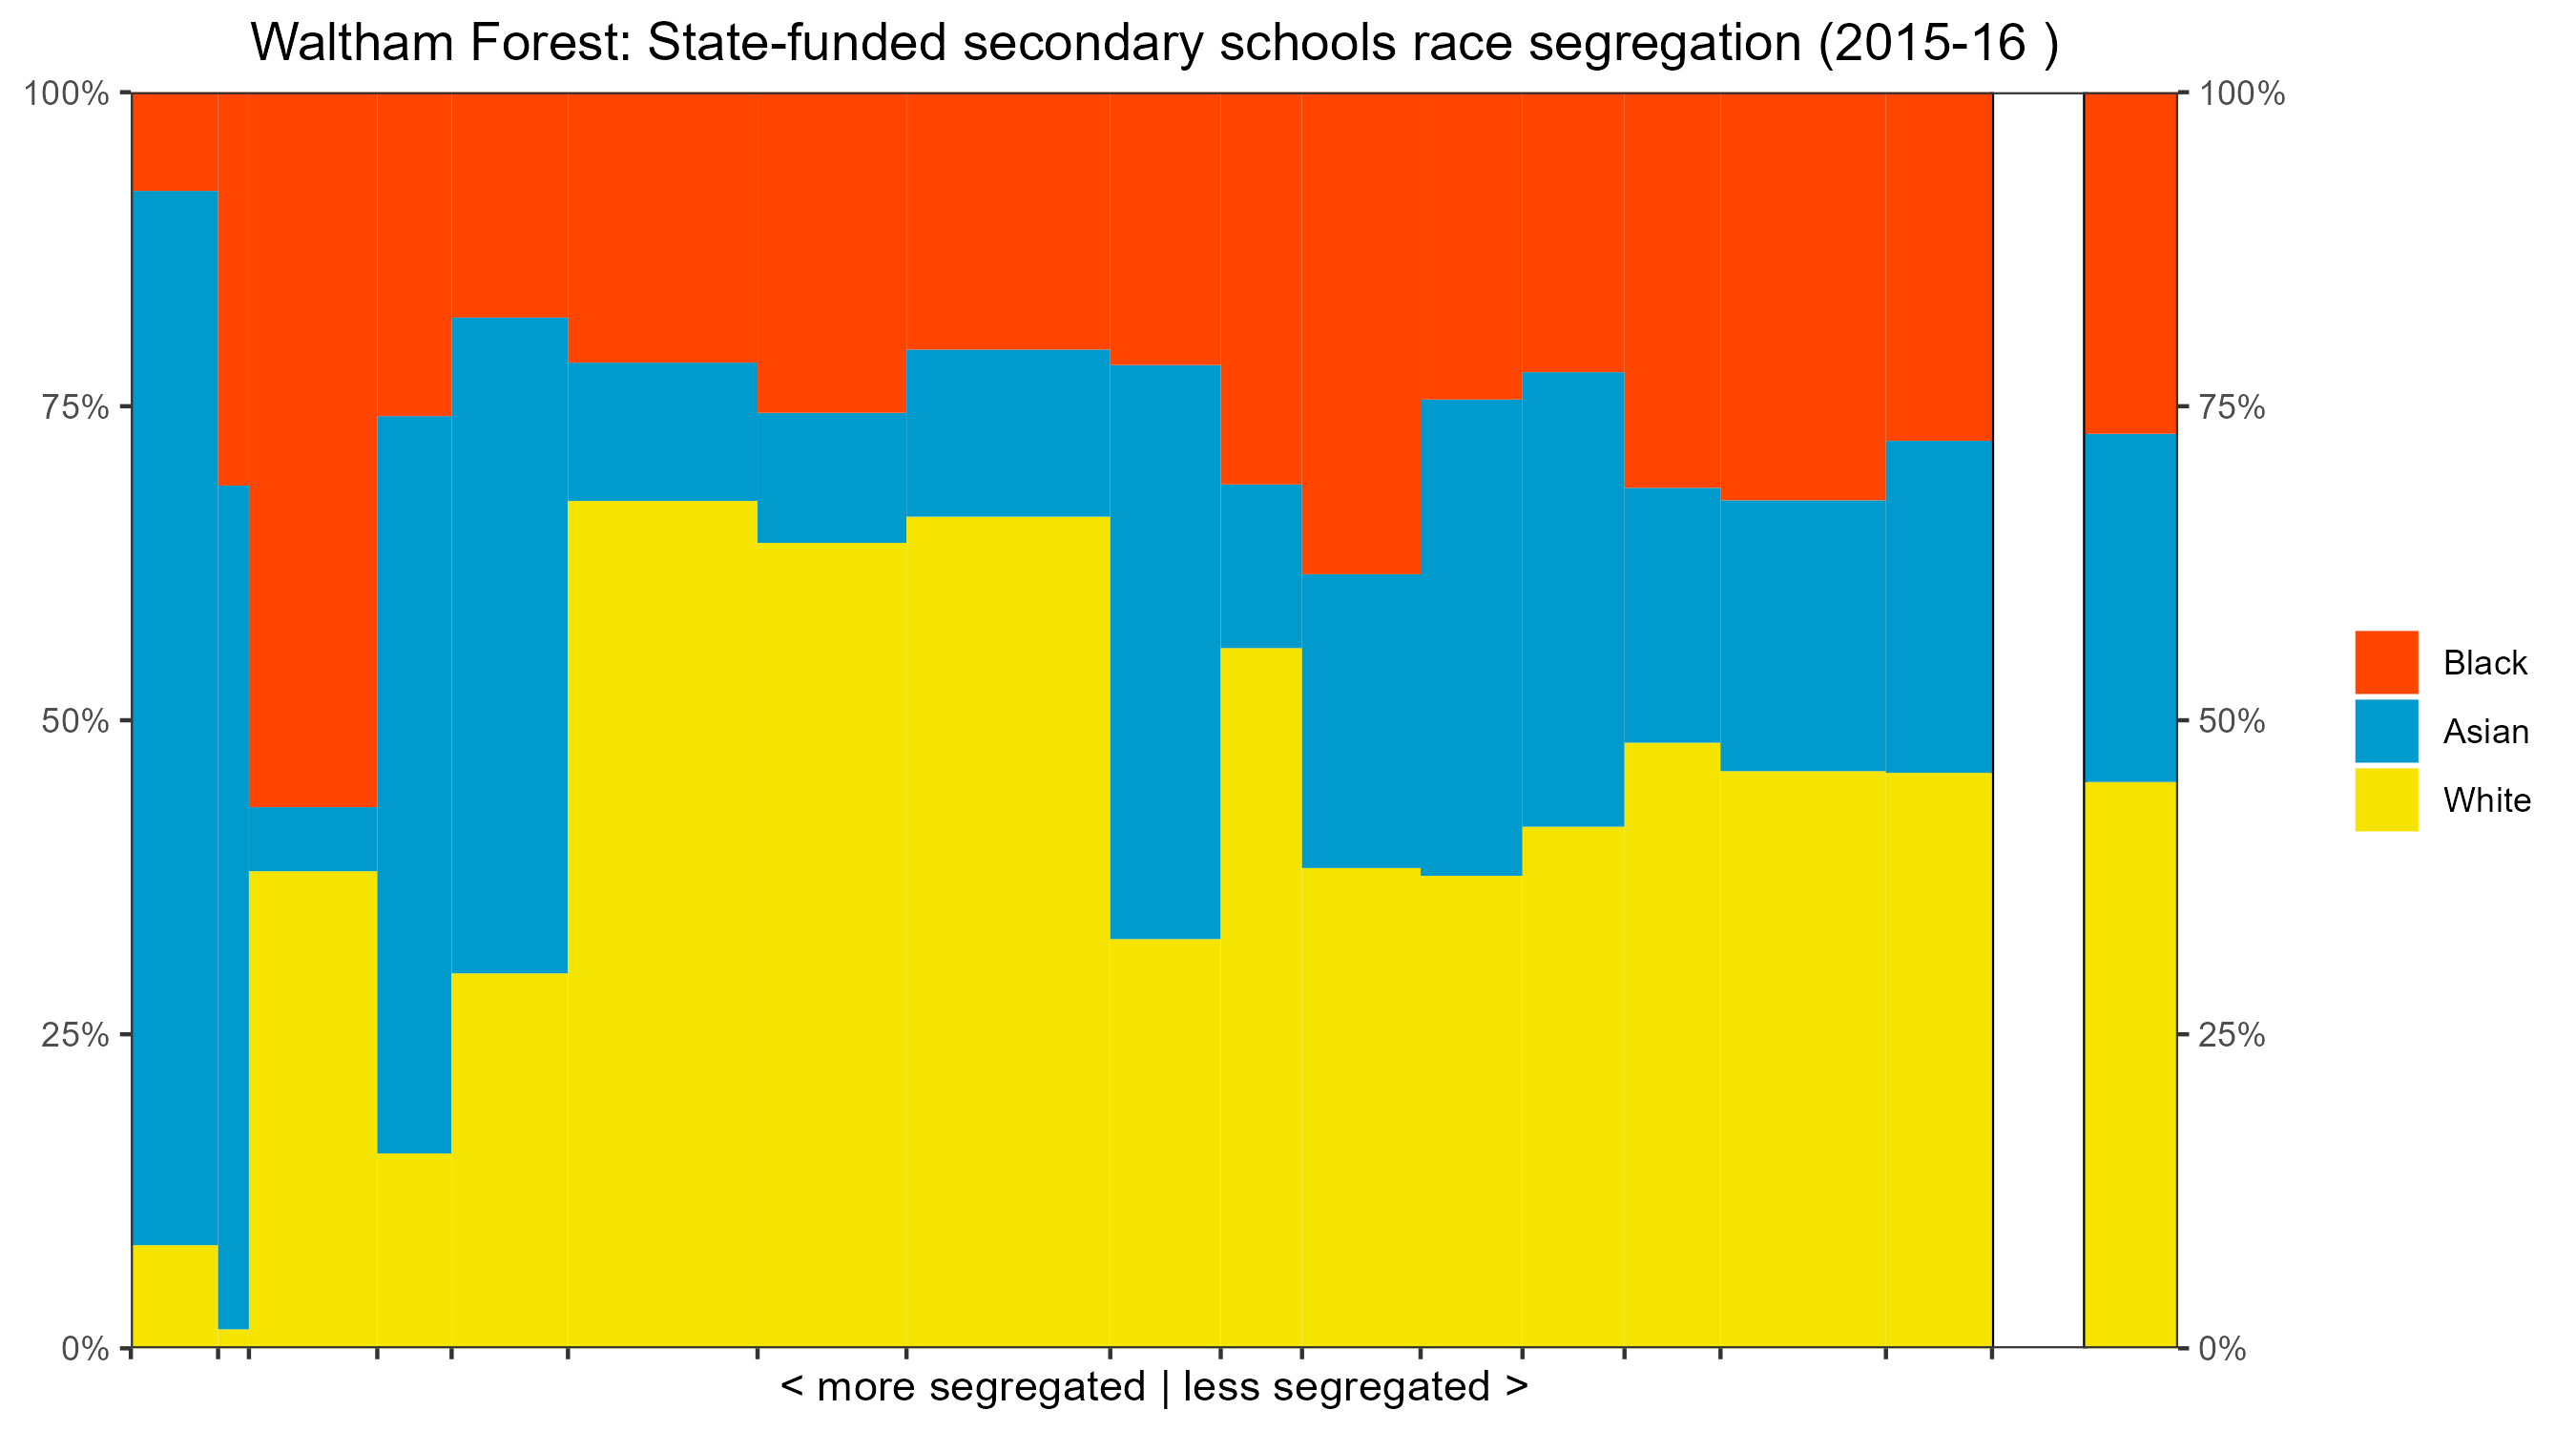 Waltham Forest: State-funded secondary schools race segregation (2015-16 )
100%
75%
50%
25%
0%
100%
75%
50%
25%
0%
< more segregated | less segregated >
Black
Asian
White